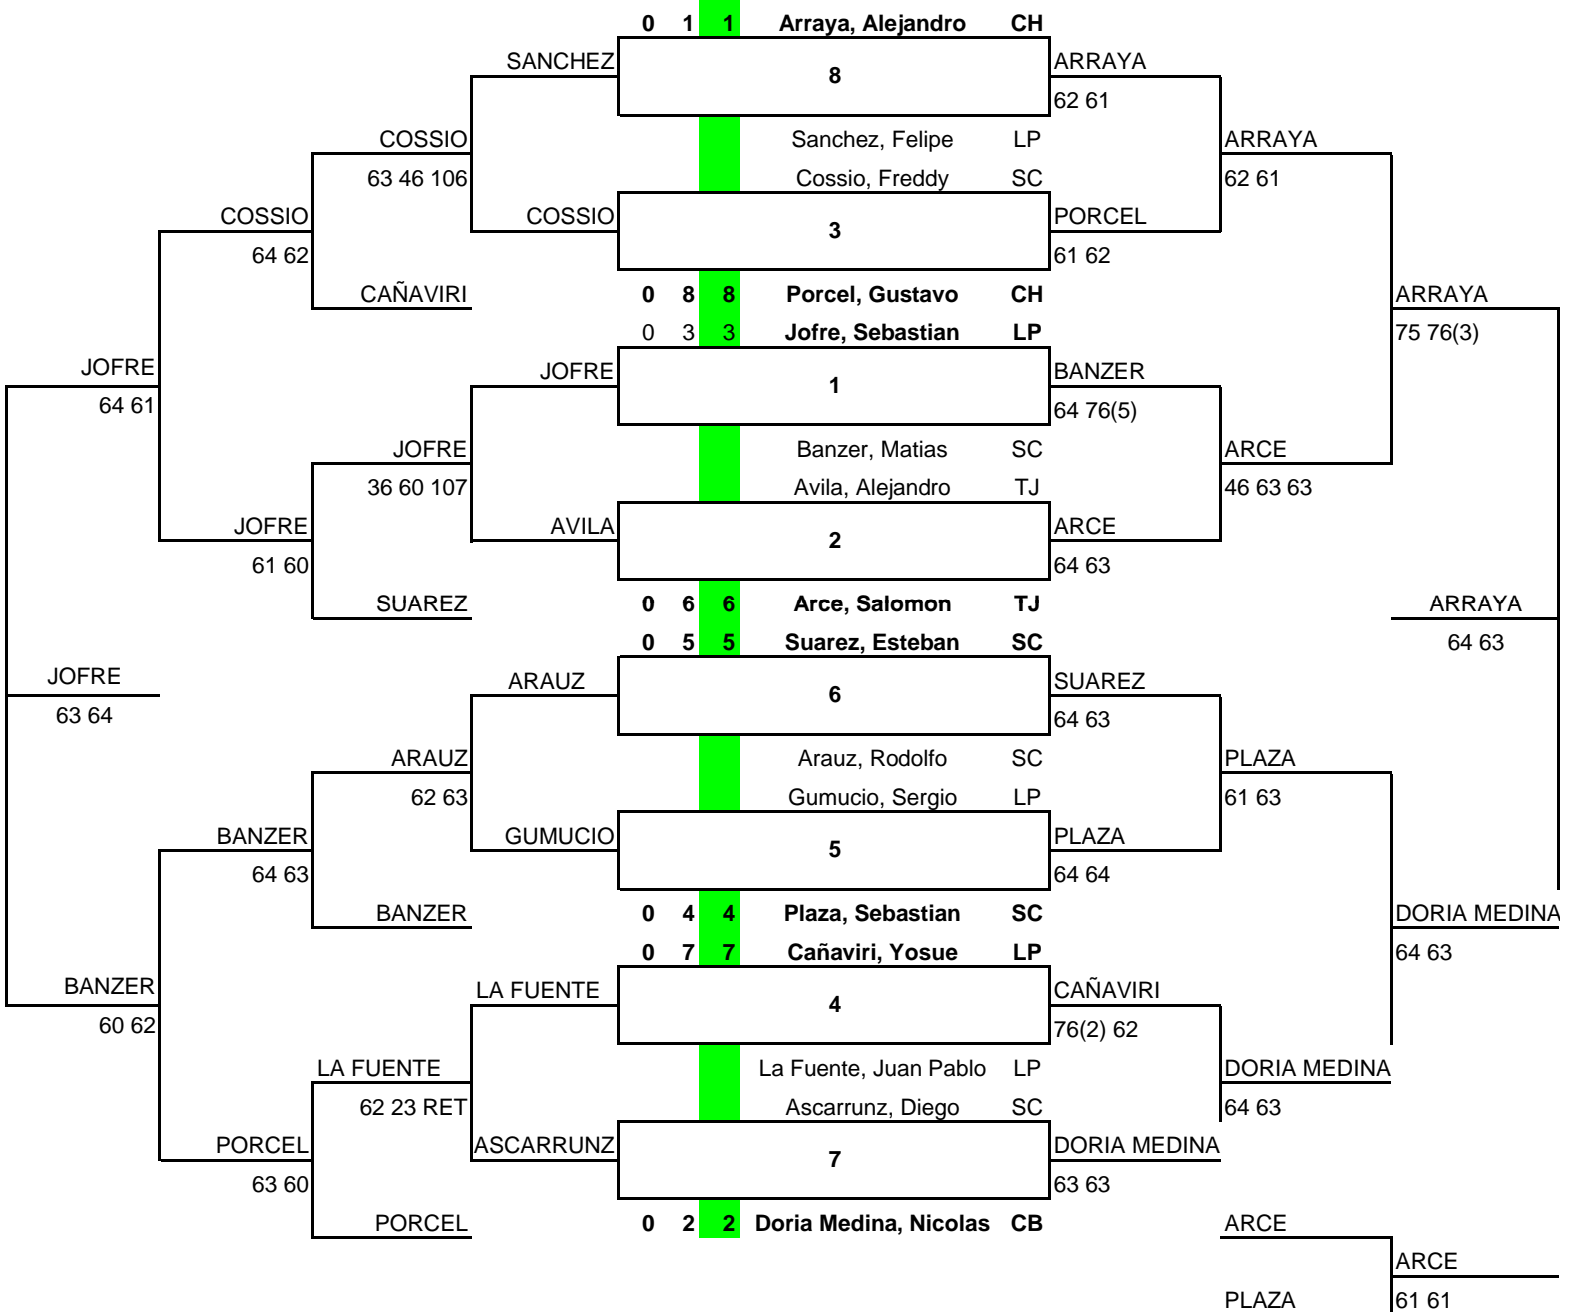 0 1 1 Arraya, Alejandro CH
SANCHEZ 8 ARRAYA
62 61
COSSIO Sanchez, Felipe LP ARRAYA
63 46 106 Cossio, Freddy SC 62 61
COSSIO COSSIO 3 PORCEL
64 62 61 62
CAÑAVIRI 0 8 8 Porcel, Gustavo CH ARRAYA
0 3 3 Jofre, Sebastian LP 75 76(3)
JOFRE JOFRE 1 BANZER
64 61 64 76(5)
JOFRE Banzer, Matias SC ARCE
36 60 107 Avila, Alejandro TJ 46 63 63
JOFRE AVILA 2 ARCE
61 60 64 63
SUAREZ 0 6 6 Arce, Salomon TJ ARRAYA
0 5 5 Suarez, Esteban SC 64 63
JOFRE ARAUZ 6 SUAREZ
63 64 64 63
ARAUZ Arauz, Rodolfo SC PLAZA
62 63 Gumucio, Sergio LP 61 63
BANZER GUMUCIO 5 PLAZA
64 63 64 64
BANZER 0 4 4 Plaza, Sebastian SC DORIA MEDINA
0 7 7 Cañaviri, Yosue LP 64 63
BANZER LA FUENTE 4 CAÑAVIRI
60 62 76(2) 62
LA FUENTE La Fuente, Juan Pablo LP DORIA MEDINA
62 23 RET Ascarrunz, Diego SC 64 63
PORCEL ASCARRUNZ 7 DORIA MEDINA
63 60 63 63
PORCEL 0 2 2 Doria Medina, Nicolas CB ARCE
ARCE
PLAZA 61 61